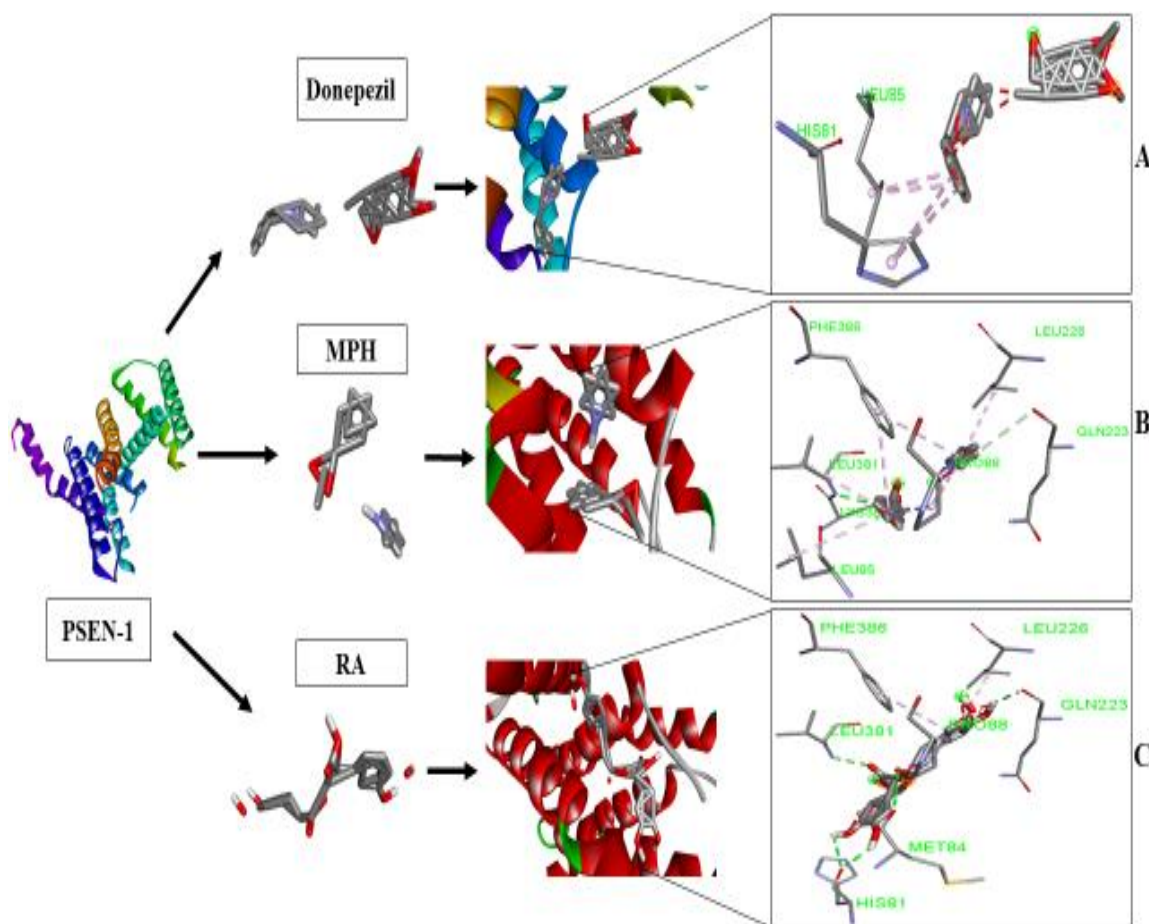 Donepezil
LEU85
HIS81
A
MPH
PHE386
LEU226
GLN223
B
LEU381
LEU85
PSEN-1
RA
PHE386
LEU226
GLN223
LEU381
C
MET84
HIS81